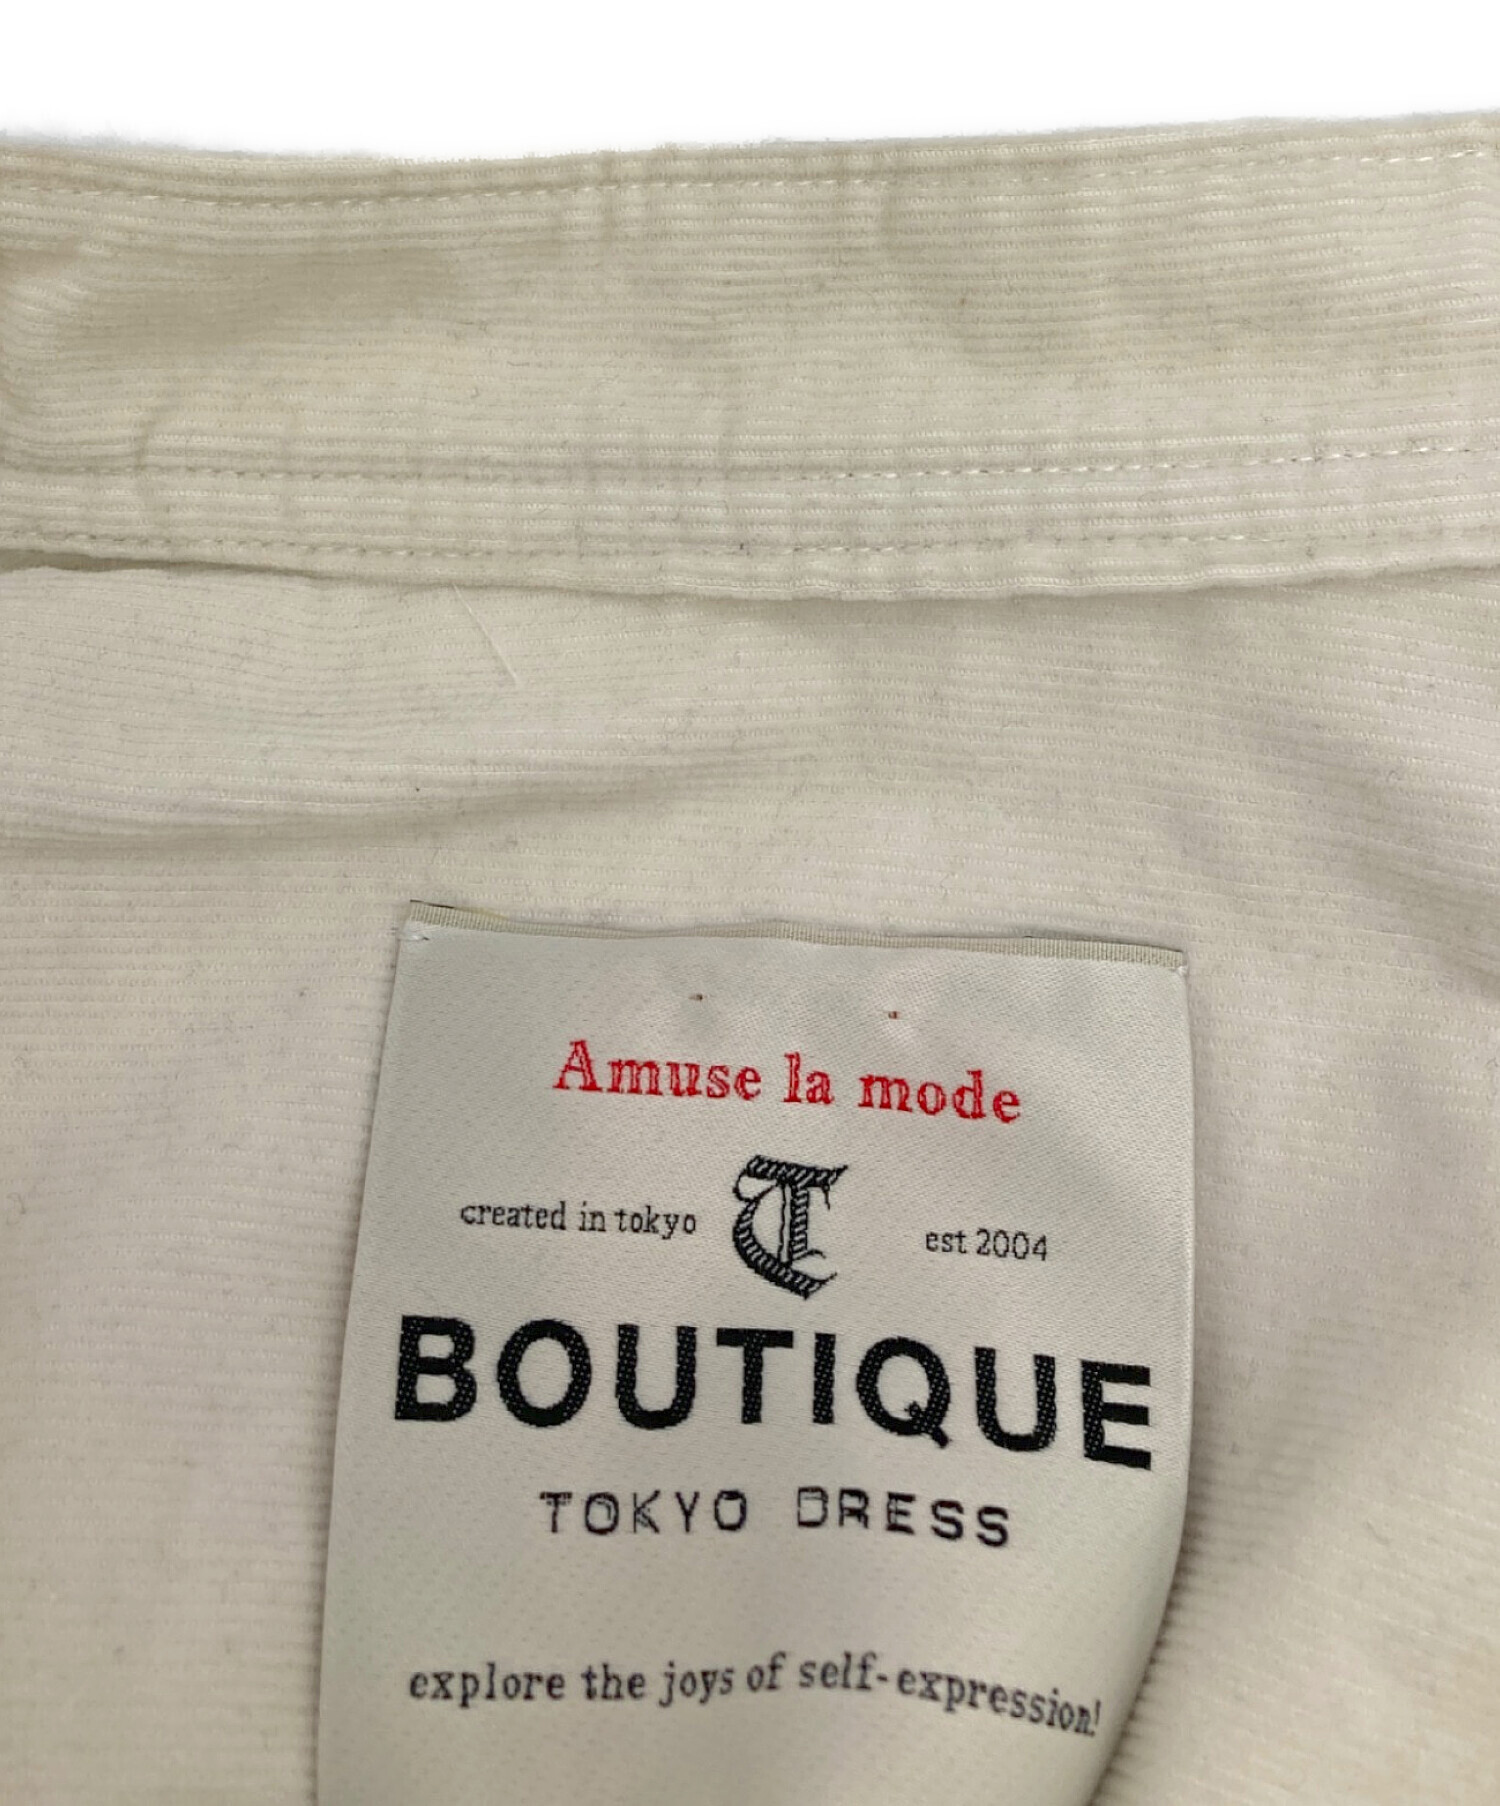 Amuse la mode
T
created in tokyo est 2004
BOUTIQUE
TOKYO DRESS
explore the joys of self-expression!